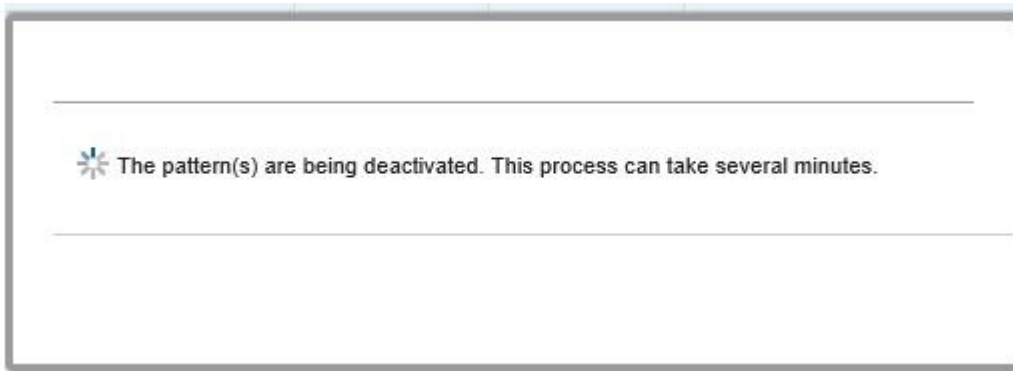 The pattern(s) are being deactivated. This process can take several minutes.